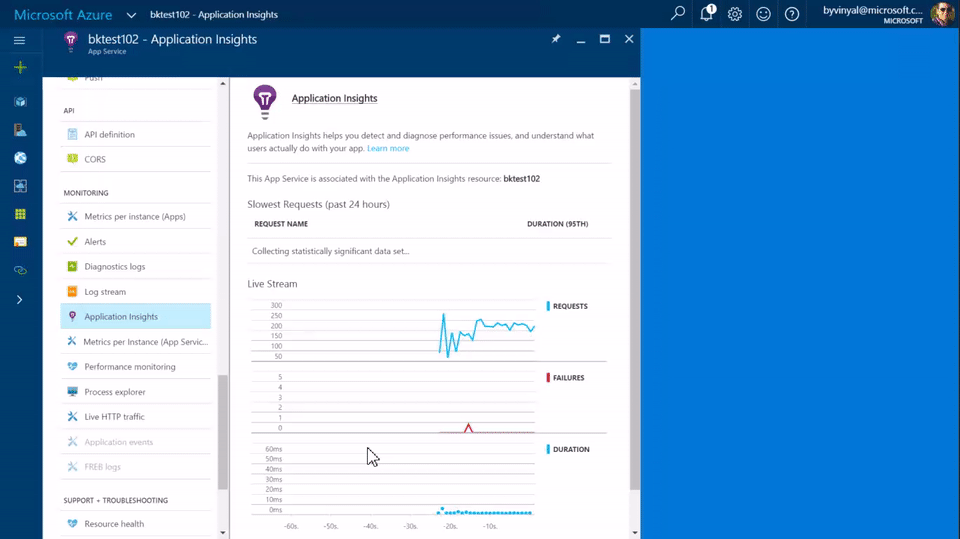 Microsoft Azure
bktest102 - Application Insights
1
byvinyal@microsoft.c...
MICROSOFT
bktest102 - Application Insights
App Service
Push
API
API definition
CORS
MONITORING
Metrics per instance (Apps)
Alerts
Diagnostics logs
Log stream
Application Insights
Metrics per Instance (App Servic...
Performance monitoring
Process explorer
Live HTTP traffic
Application events
FREB logs
SUPPORT + TROUBLESHOOTING
Resource health
Application Insights
Application Insights helps you detect and diagnose performance issues, and understand what
users actually do with your app. Learn more
This App Service is associated with the Application Insights resource: bktest102
Slowest Requests (past 24 hours)
REQUEST NAME DURATION (95TH)
Collecting statistically significant data set...
Live Stream
300
250
200
150
100
50
REQUESTS
5
4
3
2
1
0
FAILURES
60ms
50ms
40ms
30ms
20ms
10ms
0ms
DURATION
-60s. -50s. -40s. -30s. -20s. -10s.